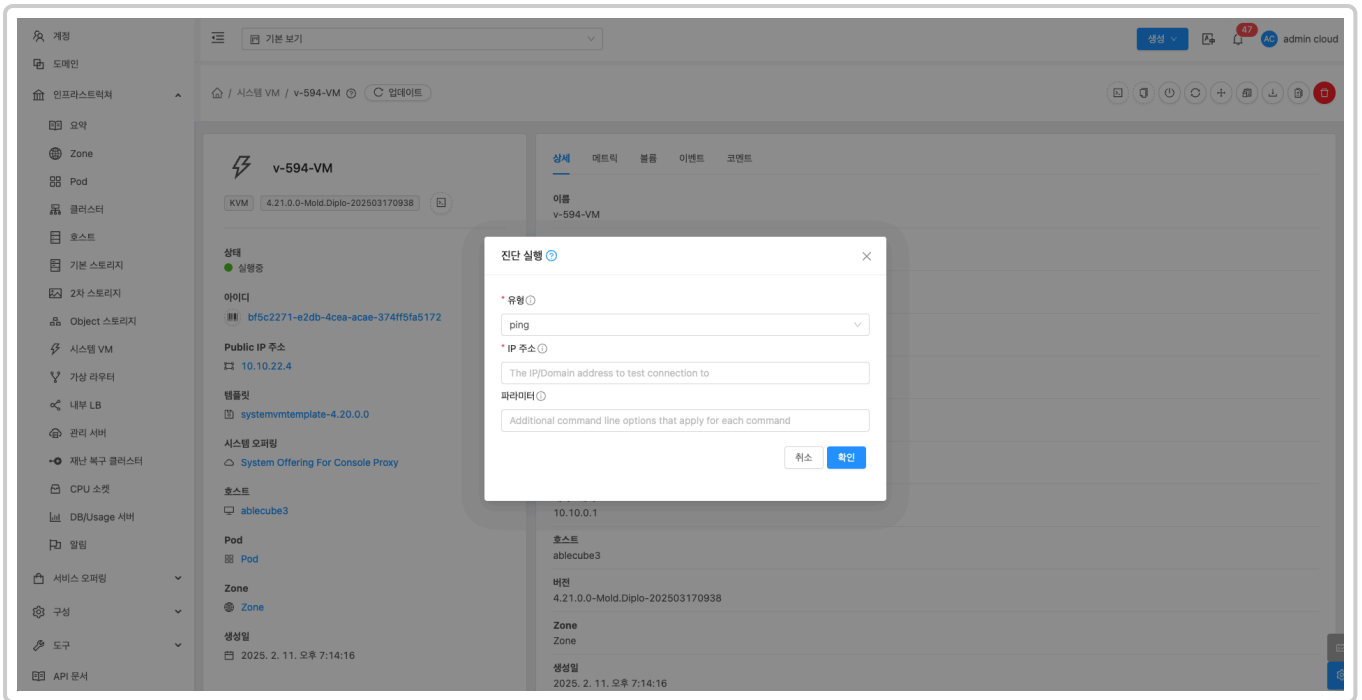 계정
도메인
인프라스트럭쳐
요약
Zone
Pod
클러스터
호스트
기본 스토리지
2차 스토리지
Object 스토리지
시스템 VM
가상 라우터
내부 LB
관리 서버
재난 복구 클러스터
CPU 소켓
DB/Usage 서버
알림
서비스 오퍼링
구성
도구
API 문서
기본 보기
생성
47
AC admin cloud
/ 시스템 VM / v-594-VM 업데이트
v-594-VM
KVM 4.21.0.0-Mold.Diplo-202503170938
상태
실행중
아이디
bf5c2271-e2db-4cea-acae-374ff5fa5172
Public IP 주소
10.10.22.4
템플릿
systemvmtemplate-4.20.0.0
시스템 오퍼링
System Offering For Console Proxy
호스트
ablecube3
Pod
Pod
Zone
Zone
생성일
2025. 2. 11. 오후 7:14:16
상세 메트릭 볼륨 이벤트 코멘트
이름
v-594-VM
진단 실행
* 유형
ping
* IP 주소
The IP/Domain address to test connection to
파라미터
Additional command line options that apply for each command
취소 확인
10.10.0.1
호스트
ablecube3
버전
4.21.0.0-Mold.Diplo-202503170938
Zone
Zone
생성일
2025. 2. 11. 오후 7:14:16